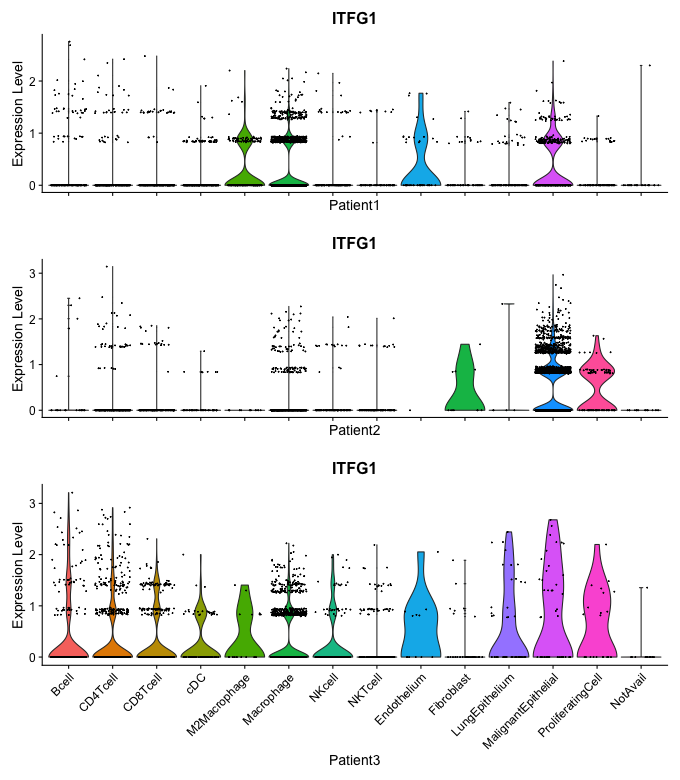 ITFG1
Expression Level
2
1
0
Patient1
ITFG1
Expression Level
3
2
1
0
Patient2
ITFG1
Expression Level
3
2
1
0
Bcell
CD4Tcell
CD8Tcell
cDC
M2Macrophage
Macrophage
NKcell
NKTcell
Endothelium
Fibroblast
LungEpithelium
MalignantEpithelial
ProliferatingCell
NotAvail
Patient3